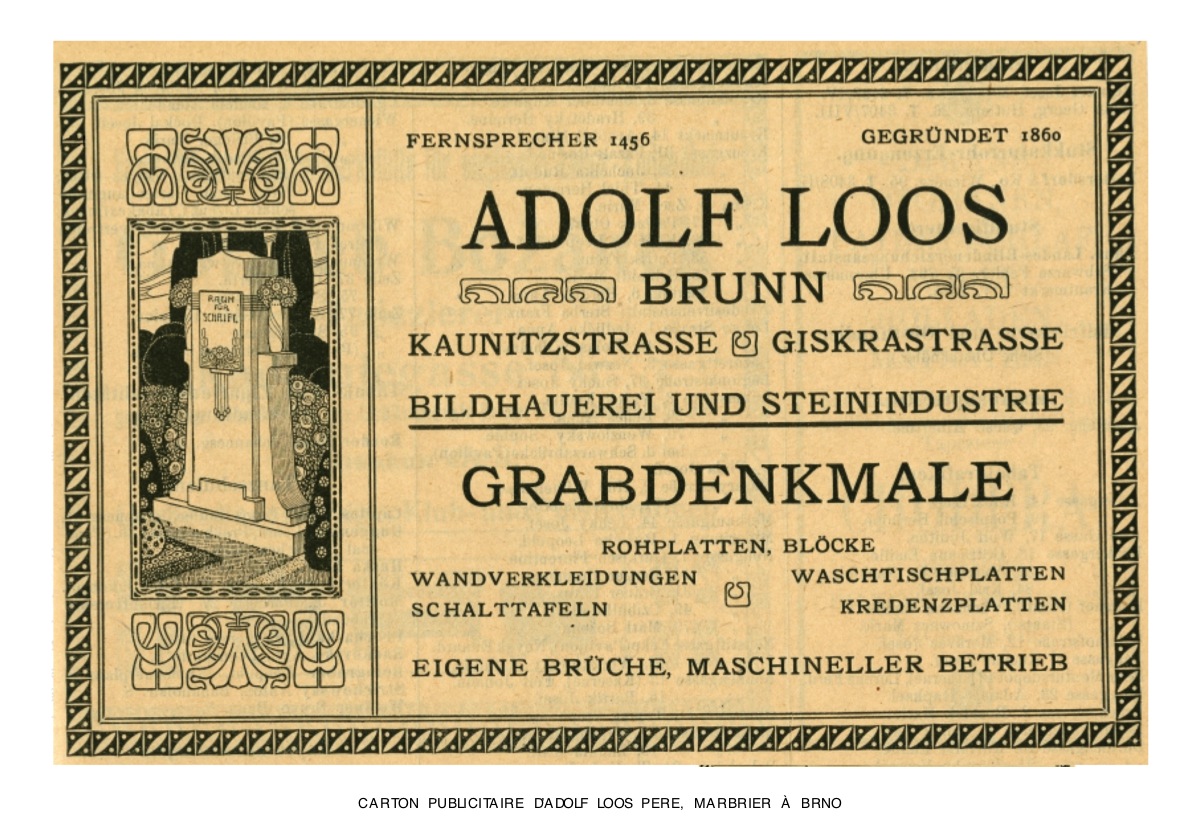 FERNSPRECHER 1456
GEGRÜNDET 1860
ADOLF LOOS
BRUNN
KAUNITZSTRASSE GISKRASTRASSE
BILDHAUEREI UND STEININDUSTRIE
GRABDENKMALE
ROHPLATTEN, BLÖCKE
WANDVERKLEIDUNGEN WASCHTISCHPLATTEN
SCHALTTAFELN KREDENZPLATTEN
EIGENE BRÜCHE, MASCHINELLER BETRIEB
RAUM
FÜR
SCHRIFT
CARTON PUBLICITAIRE D'ADOLF LOOS PERE, MARBRIER À BRNO